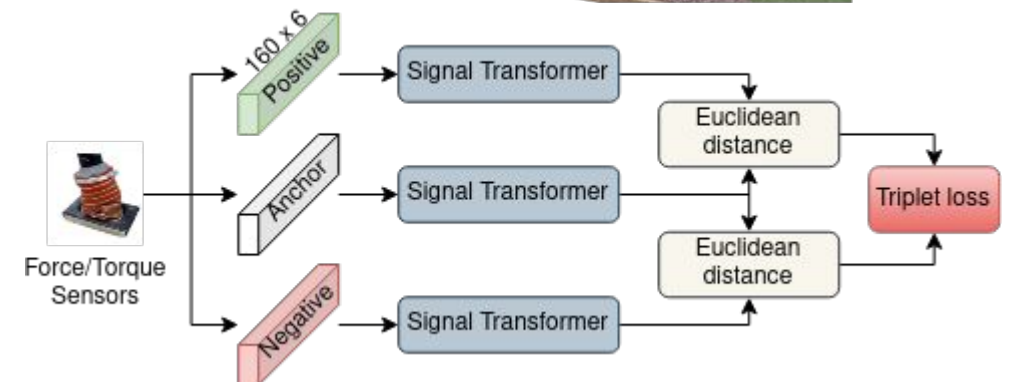 160 x 6
Positive
Signal Transformer
Euclidean
distance
Anchor
Signal Transformer
Triplet loss
Force/Torque
Sensors
Euclidean
distance
Negative
Signal Transformer